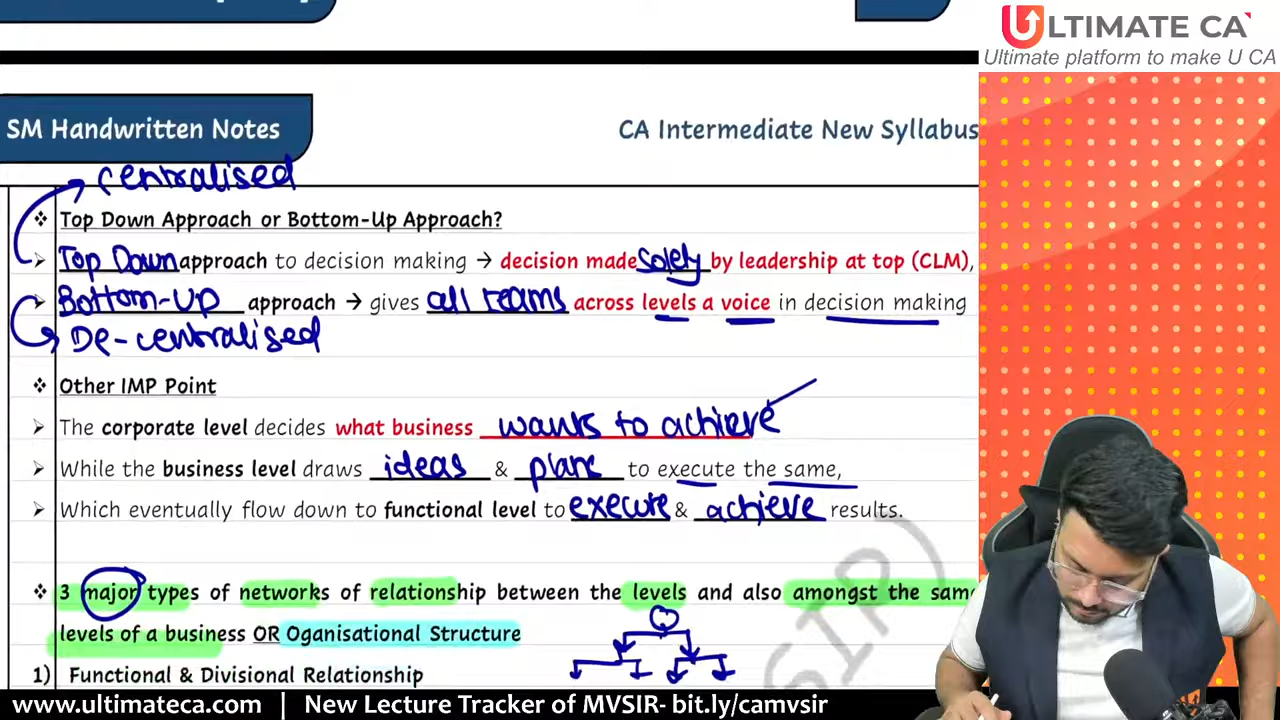 ULTIMATE CA
Ultimate platform to make U CA
SM Handwritten Notes
CA Intermediate New Syllabus
centralised
❖ Top Down Approach or Bottom-Up Approach?
➢ Top Down approach to decision making → decision made solely by leadership at top (CLM),
➢ Bottom-up approach → gives all teams across levels a voice in decision making
De-centralised
❖ Other IMP Point
➢ The corporate level decides what business wants to achieve
➢ While the business level draws ideas & plans to execute the same,
➢ Which eventually flow down to functional level to execute & achieve results.
❖ 3 major types of networks of relationship between the levels and also amongst the same
levels of a business OR Oganisational Structure
1) Functional & Divisional Relationship
SIR)
www.ultimateca.com | New Lecture Tracker of MVSIR- bit.ly/camvsir